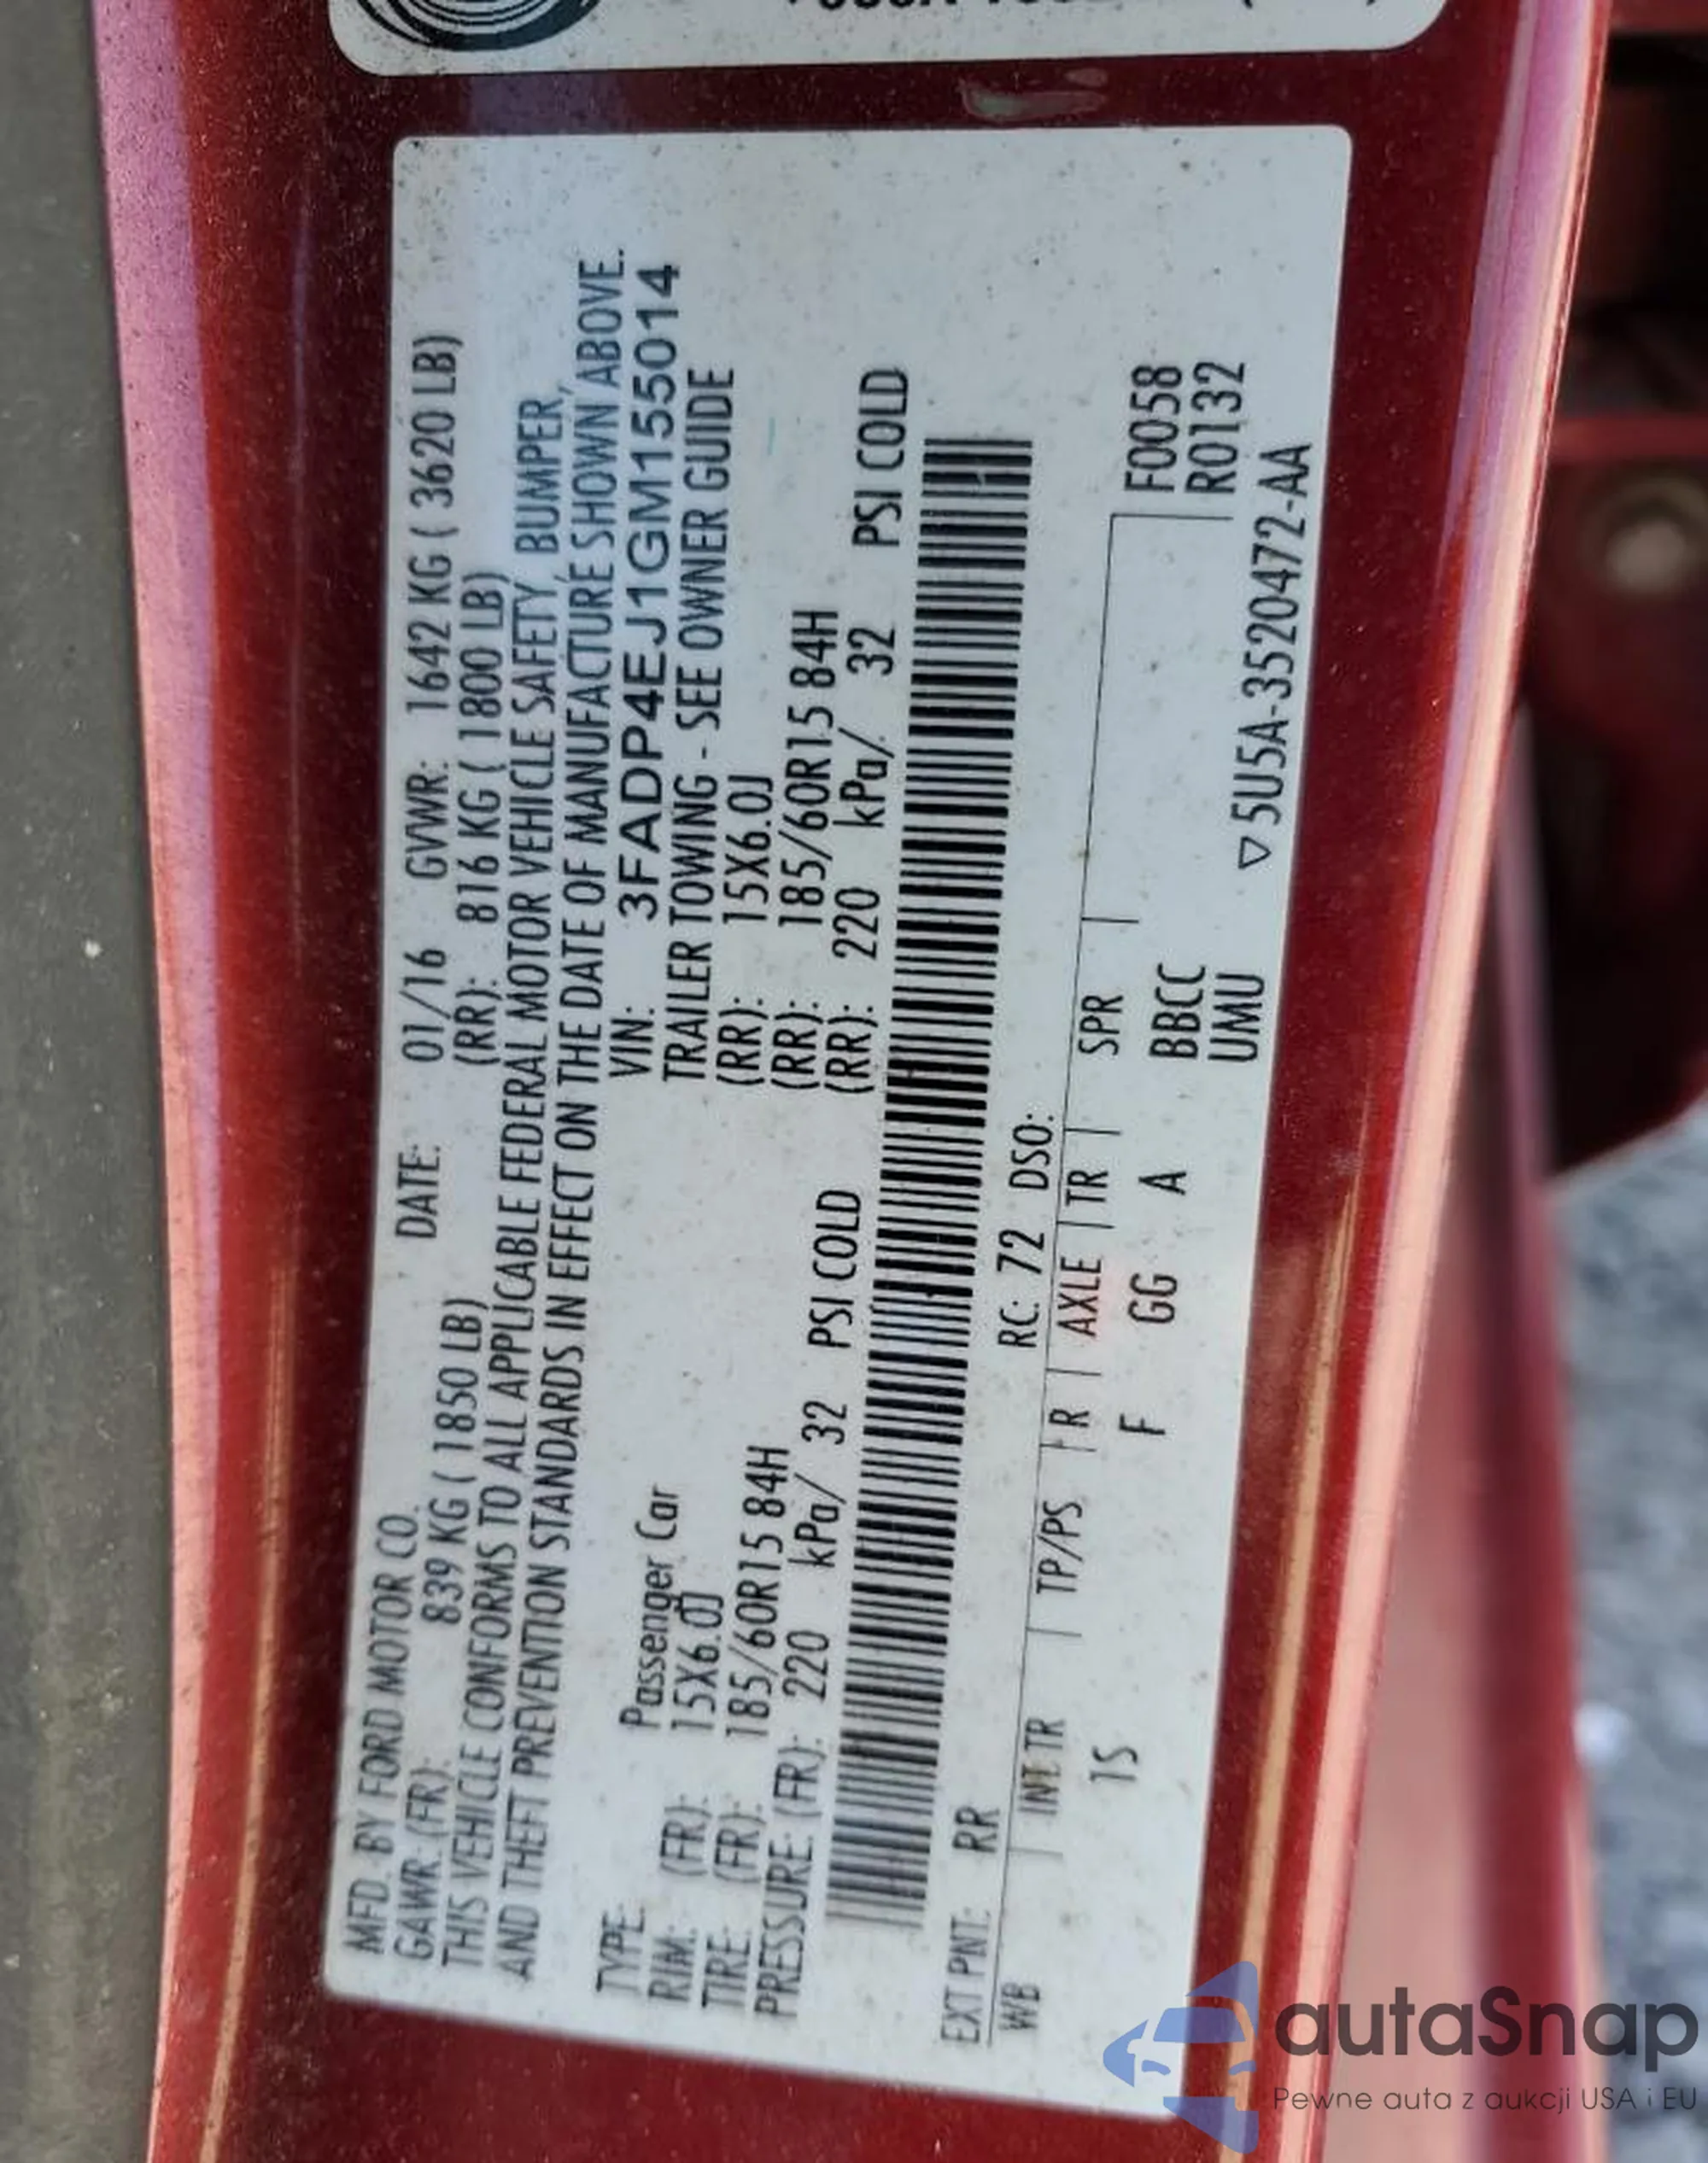 MFD. BY FORD MOTOR CO. DATE: 01/16 GVWR: 1642 KG ( 3620 LB)
GAWR: (FR): 839 KG ( 1850 LB) (RR): 816 KG ( 1800 LB)
THIS VEHICLE CONFORMS TO ALL APPLICABLE FEDERAL MOTOR VEHICLE SAFETY, BUMPER,
AND THEFT PREVENTION STANDARDS IN EFFECT ON THE DATE OF MANUFACTURE SHOWN ABOVE.
VIN: 3FADP4EJ1GM155014
TYPE: Passenger Car TRAILER TOWING - SEE OWNER GUIDE
RIM: (FR): 15X6.0J (RR): 15X6.0J
TIRE: (FR): 185/60R15 84H (RR): 185/60R15 84H
PRESSURE: (FR): 220 kPa/ 32 PSI COLD (RR): 220 kPa/ 32 PSI COLD
EXT PNT: RR RC: 72 DSO:
WB INT TR TP/PS R AXLE TR SPR
1S F GG A BBCC F0058
UMU R0132
▽5U5A-3520472-AA
autaSnap
Pewne auta z aukcji USA i EU